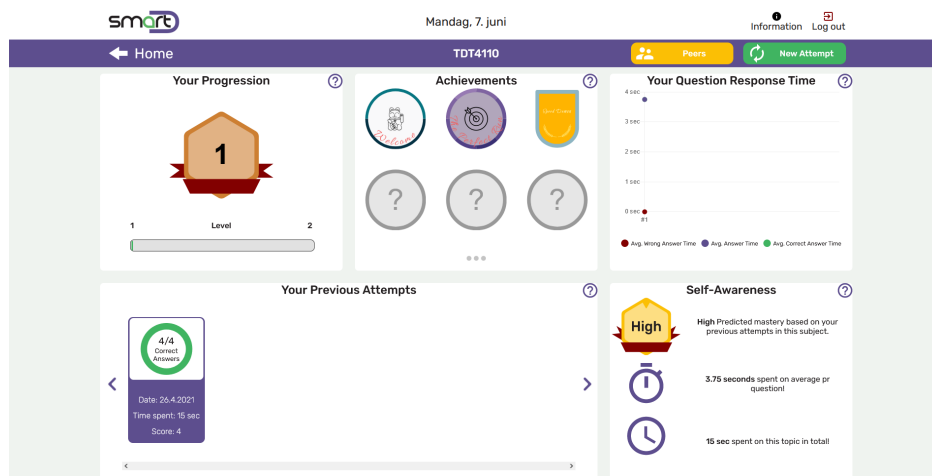 smart
Mandag, 7. juni
Information
Log out
Home
TDT4110
Peers
New Attempt
Your Progression
?
1
1
Level
2
Achievements
?
Welcome
?
?
?
Your Question Response Time
?
4 sec
3 sec
2 sec
1 sec
0 sec
#1
Avg. Wrong Answer Time
Avg. Answer Time
Avg. Correct Answer Time
Your Previous Attempts
?
4/4
Correct
Answers
Date: 26.4.2021
Time spent: 15 sec
Score: 4
Self-Awareness
?
High
High Predicted mastery based on your
previous attempts in this subject.
3.75 seconds spent on average pr
question!
15 sec spent on this topic in total!